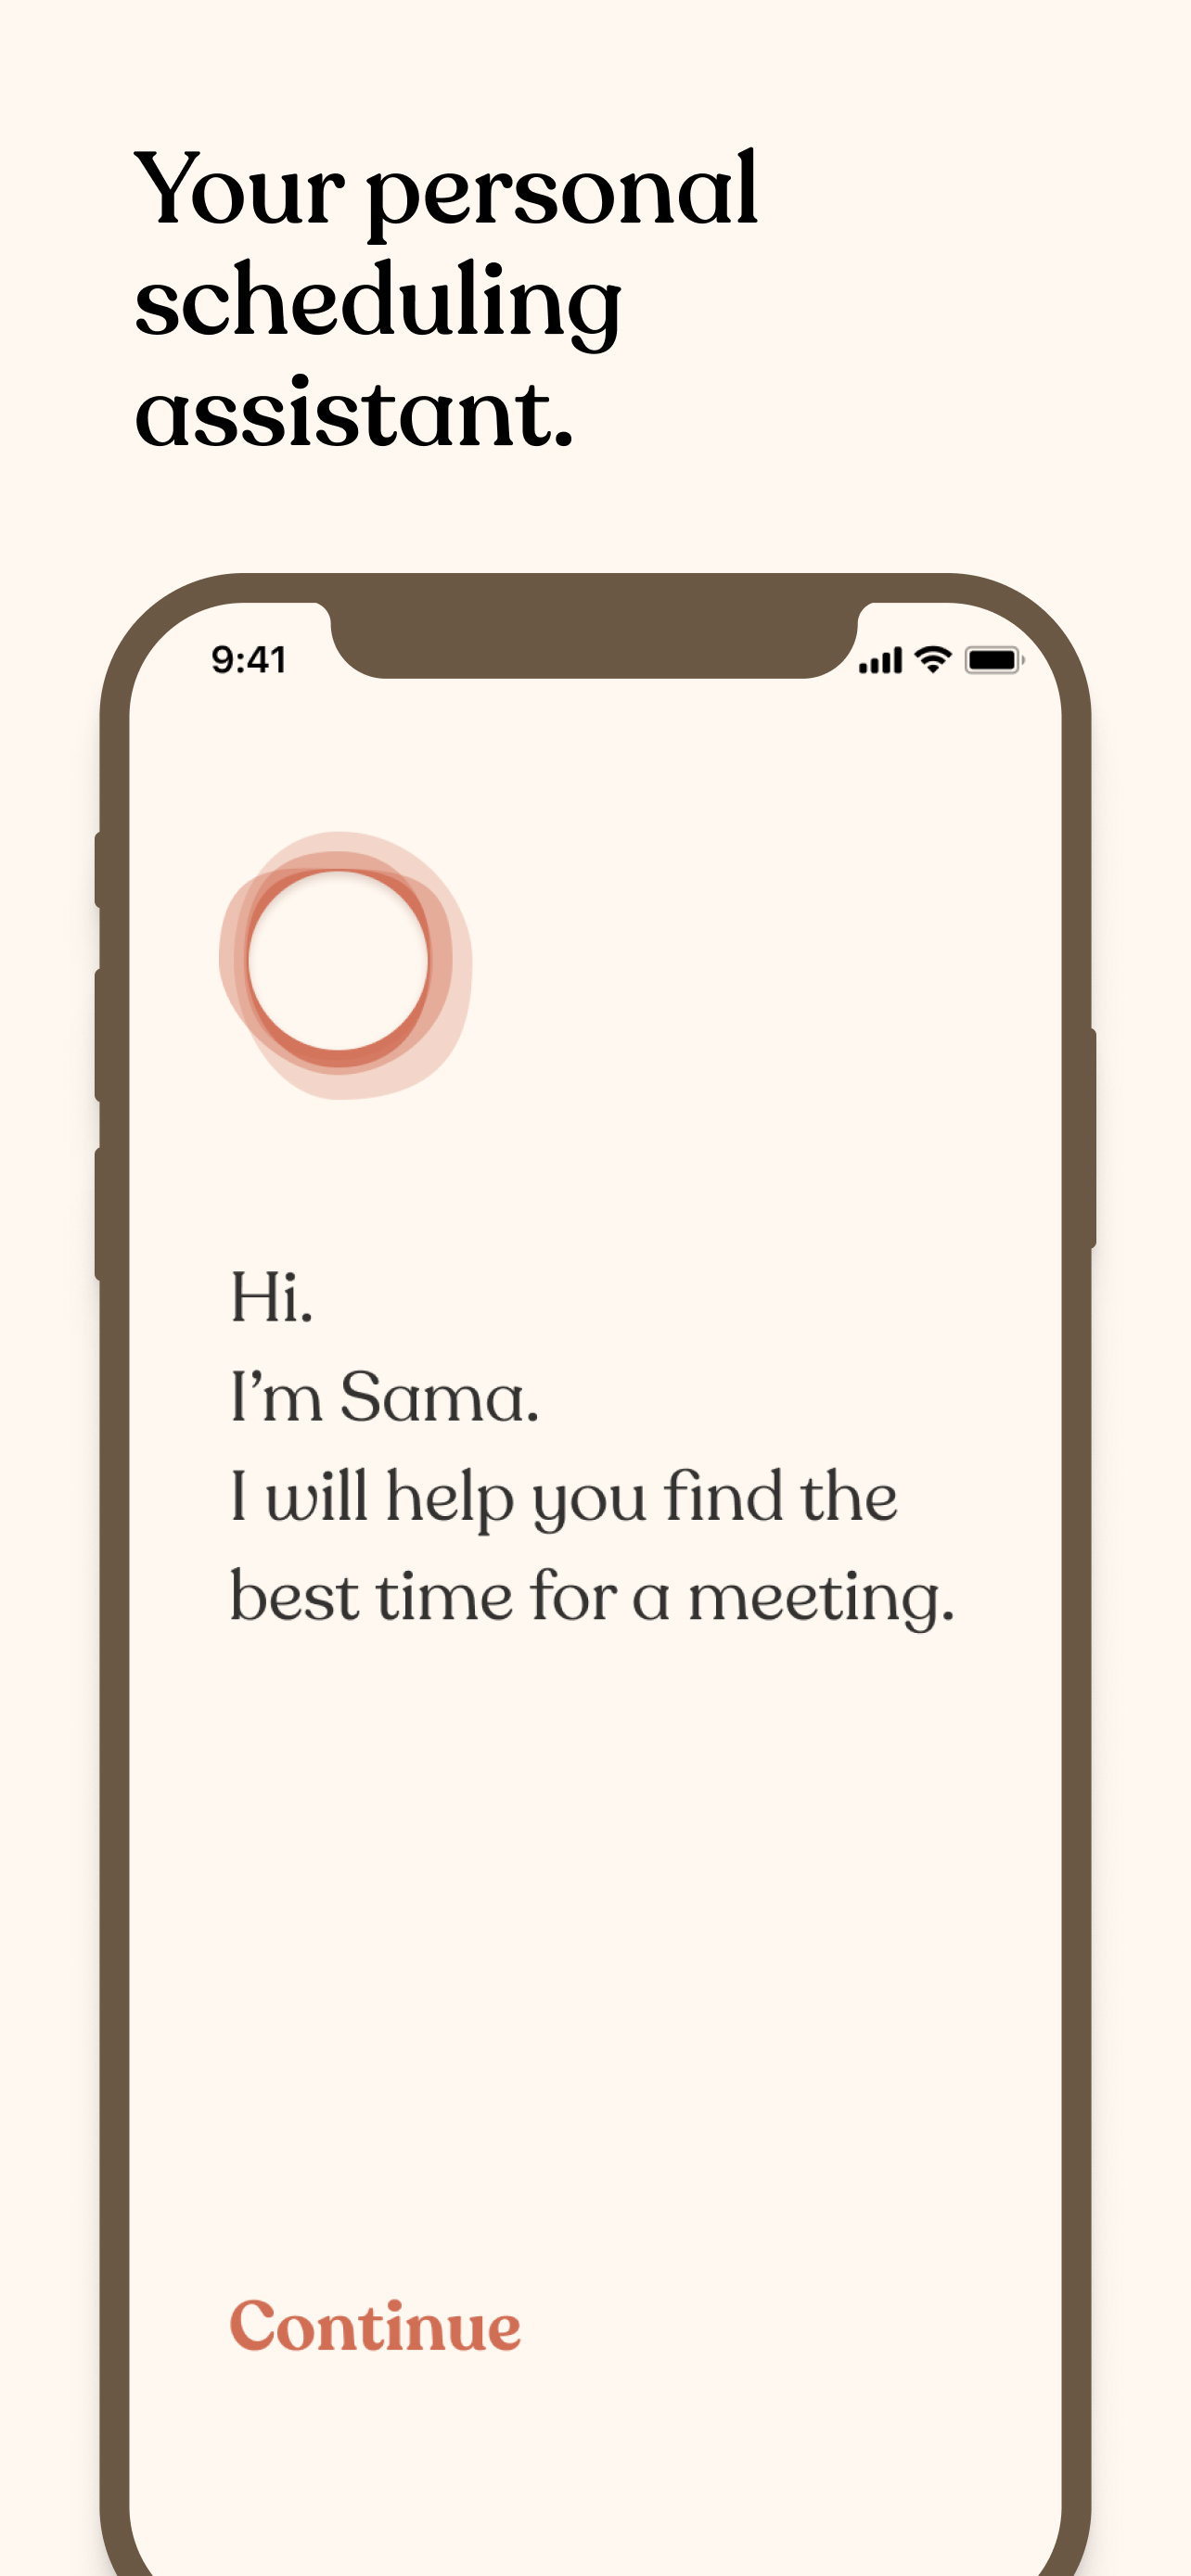 Your personal
scheduling
assistant.
9:41
Hi.
I’m Sama.
I will help you find the
best time for a meeting.
Continue